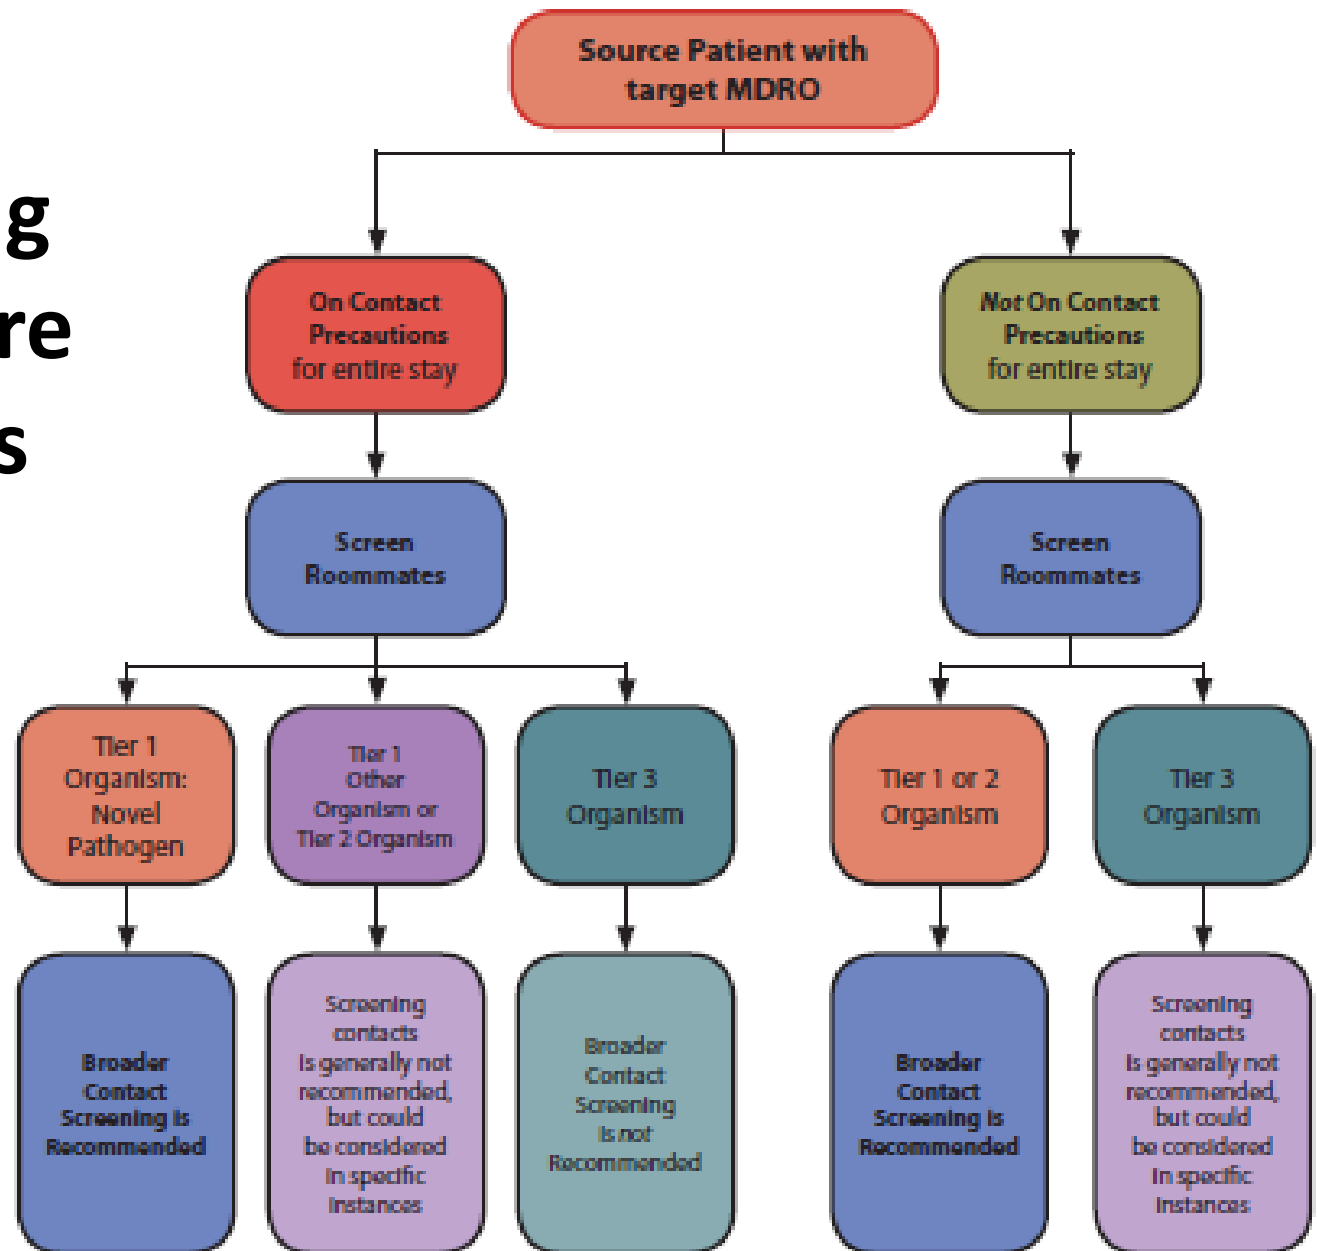 Source Patient with
target MDRO
g
re
s
On Contact
Precautions
for entire stay
Not On Contact
Precautions
for entire stay
Screen
Roommates
Screen
Roommates
Tier 1
Organism:
Novel
Pathogen
Tier 1
Other
Organism or
Tier 2 Organism
Tier 3
Organism
Tier 1 or 2
Organism
Tier 3
Organism
Broader
Contact
Screening is
Recommended
Screening
contacts
is generally not
recommended,
but could
be considered
in specific
instances
Broader
Contact
Screening
is not
Recommended
Broader
Contact
Screening is
Recommended
Screening
contacts
is generally not
recommended,
but could
be considered
in specific
instances